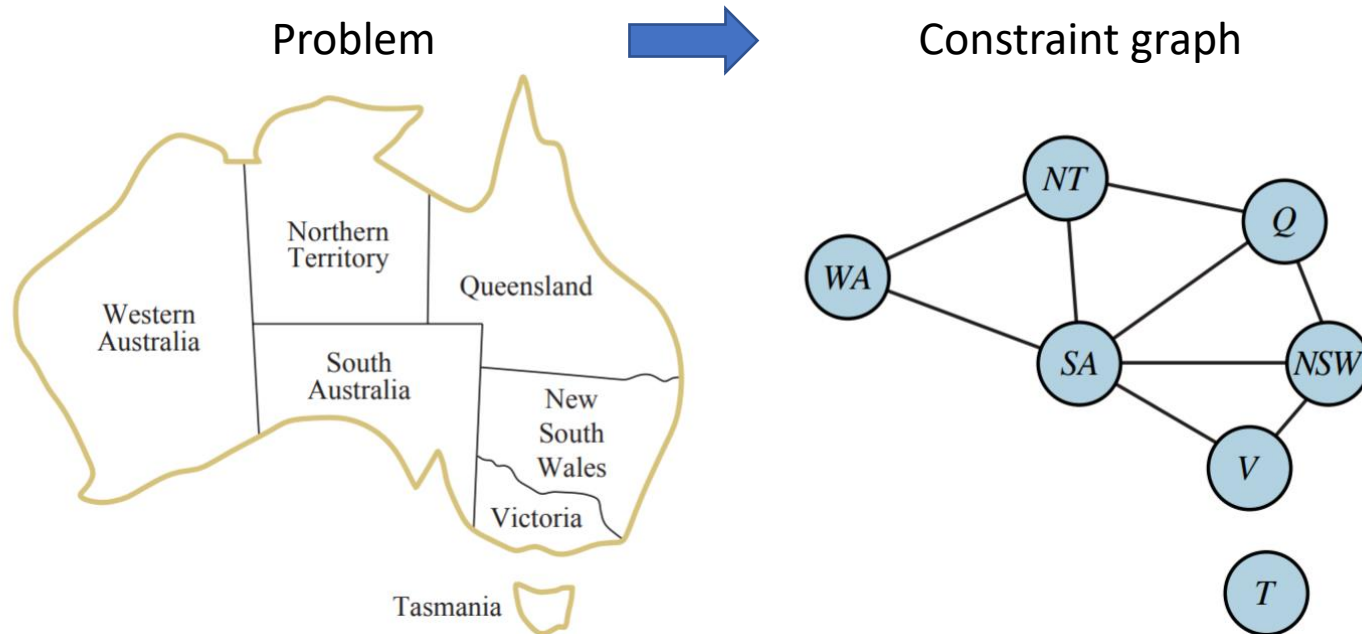 Problem
Constraint graph
Northern
Territory
Queensland
Western
Australia
South
Australia
New
South
Wales
Victoria
Tasmania
NT
Q
WA
SA
NSW
V
T